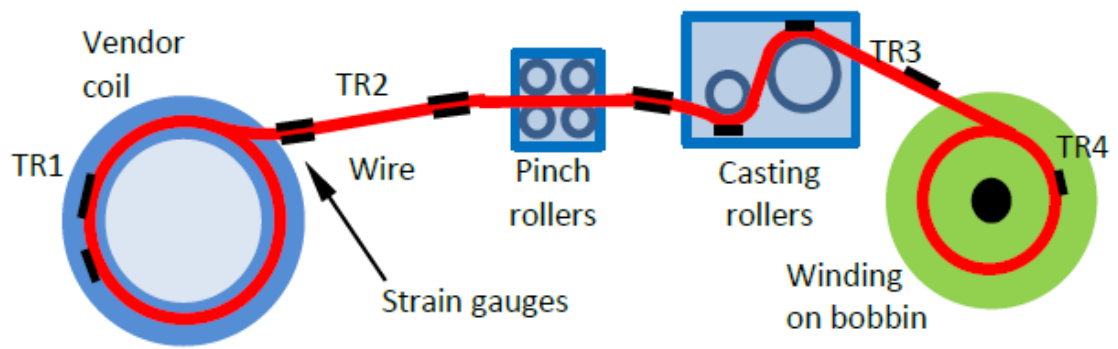 Vendor
coil
TR1
TR2
Wire
Strain gauges
Pinch
rollers
Casting
rollers
TR3
TR4
Winding
on bobbin